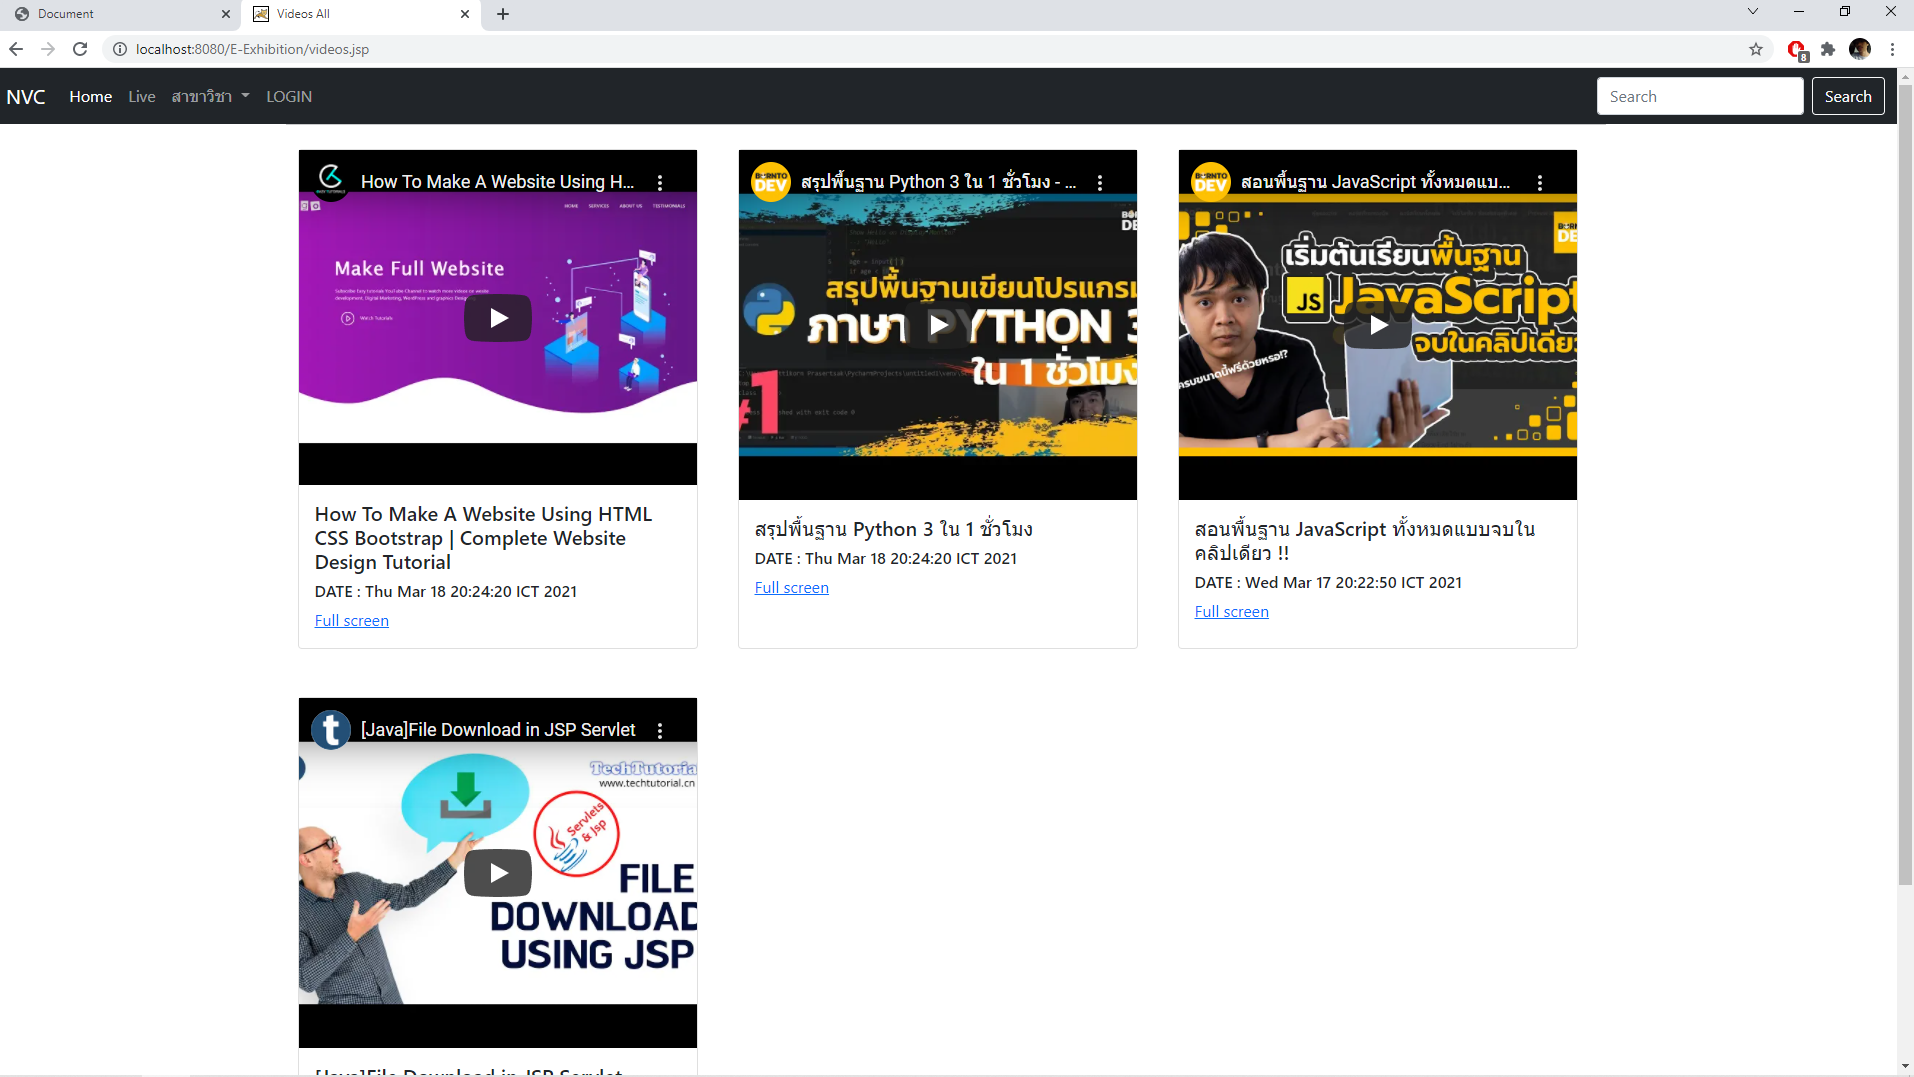 Document
Videos All
localhost:8080/E-Exhibition/videos.jsp
8
NVC Home Live สาขาวิชา LOGIN
Search
Search
How To Make A Website Using H...
HOME SERVICES ABOUT US TESTIMONIALS
Make Full Website
Watch Tutorials
How To Make A Website Using HTML
CSS Bootstrap | Complete Website
Design Tutorial
DATE : Thu Mar 18 20:24:20 ICT 2021
Full screen
BORNTO
DEV
สรุปพื้นฐาน Python 3 ใน 1 ชั่วโมง - ...
สรุปพื้นฐานเขียนโปรแกรม
ภาษา PYTHON 3
ใน 1 ชั่วโมง
#1
สรุปพื้นฐาน Python 3 ใน 1 ชั่วโมง
DATE : Thu Mar 18 20:24:20 ICT 2021
Full screen
BORNTO
DEV
สอนพื้นฐาน JavaScript ทั้งหมดแบ...
เริ่มต้นเรียนพื้นฐาน
JS JavaScript
จบในคลิปเดียว
ครบขนาดนี้ฟรีด้วยหรอ!?
สอนพื้นฐาน JavaScript ทั้งหมดแบบจบใน
คลิปเดียว !!
DATE : Wed Mar 17 20:22:50 ICT 2021
Full screen
t
[Java]File Download in JSP Servlet
TechTutoria
www.techtutorial.cn
Servlets
& Jsp
FILE
DOWNLOAD
USING JSP
[Java]File Download in JSP Servlet